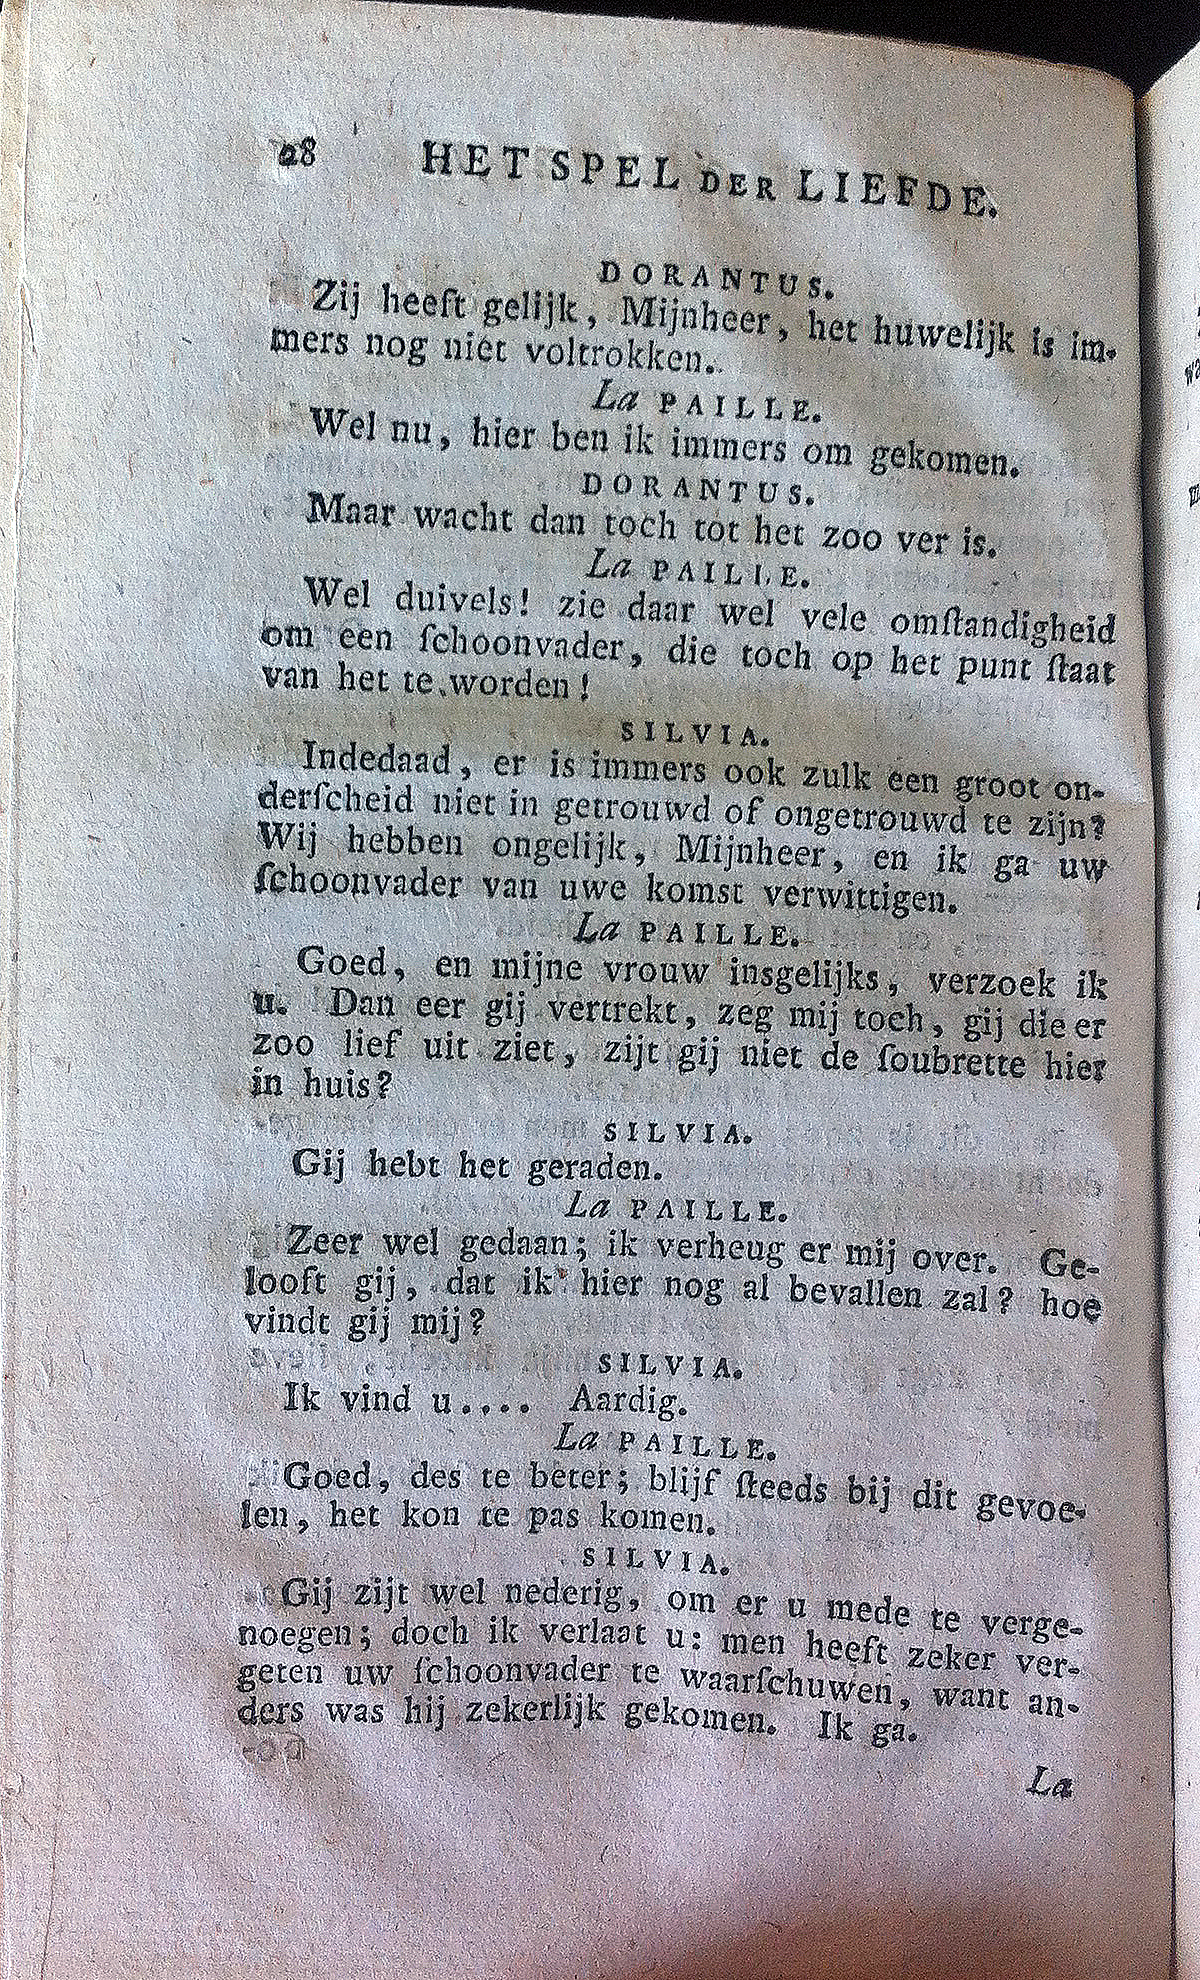 28 HET SPEL DER LIEFDE.
DORANTUS.
Zij heeft gelijk, Mijnheer, het huwelijk is im-
mers nog niet voltrokken.
La PAILLE.
Wel nu, hier ben ik immers om gekomen.
DORANTUS.
Maar wacht dan toch tot het zoo ver is.
La PAILLE.
Wel duivels! zie daar wel vele omſtandigheid
om een ſchoonvader, die toch op het punt ſtaat
van het te worden!
SILVIA.
Indedaad, er is immers ook zulk een groot on-
derſcheid niet in getrouwd of ongetrouwd te zijn?
Wij hebben ongelijk, Mijnheer, en ik ga uw
ſchoonvader van uwe komst verwittigen.
La PAILLE.
Goed, en mijne vrouw insgelijks, verzoek ik
u. Dan eer gij vertrekt, zeg mij toch, gij die er
zoo lief uit ziet, zijt gij niet de ſoubrette hier
in huis?
SILVIA.
Gij hebt het geraden.
La PAILLE.
Zeer wel gedaan; ik verheug er mij over. Ge-
looft gij, dat ik hier nog al bevallen zal? hoe
vindt gij mij?
SILVIA.
Ik vind u.... Aardig.
La PAILLE.
Goed, des te beter; blijf ſteeds bij dit gevoe-
len, het kon te pas komen.
SILVIA.
Gij zijt wel nederig, om er u mede te verge-
noegen; doch ik verlaat u: men heeft zeker ver-
geten uw ſchoonvader te waarſchuwen, want an-
ders was hij zekerlijk gekomen. Ik ga.
La